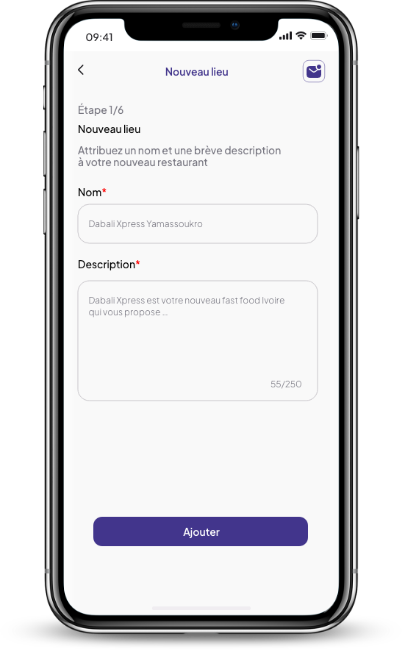 09:41
Nouveau lieu
Étape 1/6
Nouveau lieu
Attribuez un nom et une brève description
à votre nouveau restaurant
Nom*
Dabali Xpress Yamassoukro
Description*
Dabali Xpress est votre nouveau fast food Ivoire
qui vous propose ...
55/250
Ajouter